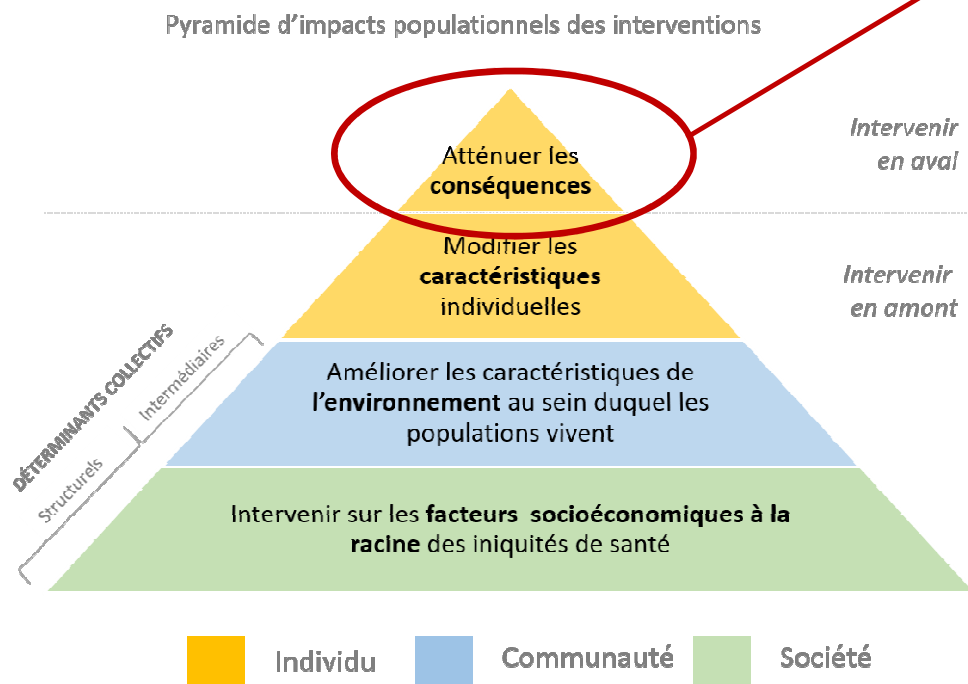 Pyramide d'impacts populationnels des interventions
Intervenir
en aval
Atténuer les
conséquences
Modifier les
caractéristiques
individuelles
Intervenir
en amont
DÉTERMINANTS COLLECTIFS
Intermédiaires
Structurels
Améliorer les caractéristiques de
l'environnement au sein duquel les
populations vivent
Intervenir sur les facteurs socioéconomiques à la
racine des iniquités de santé
Individu
Communauté
Société